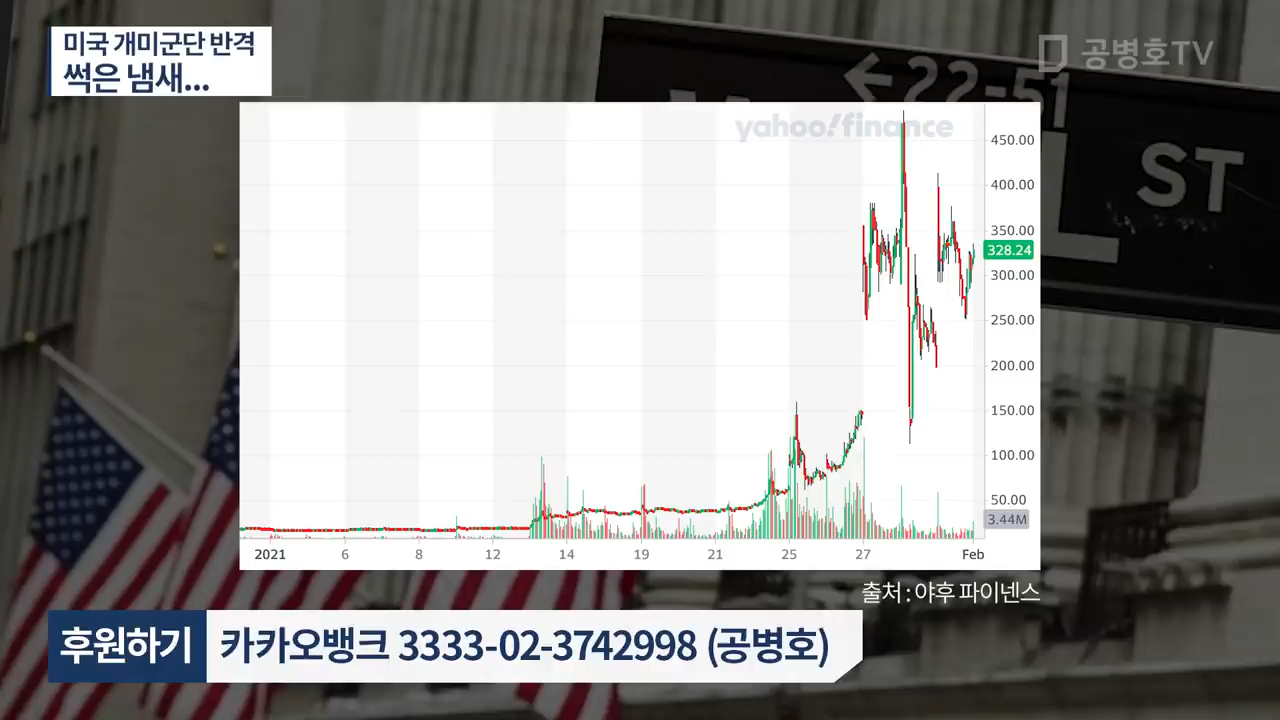 미국 개미군단 반격
썩은 냄새...
공병호TV
←22-51
ST
yahoo!finance
450.00
400.00
350.00
328.24
300.00
250.00
200.00
150.00
100.00
50.00
3.44M
2021 6 8 12 14 19 21 25 27 Feb
출처 : 야후 파이넨스
후원하기 카카오뱅크 3333-02-3742998 (공병호)